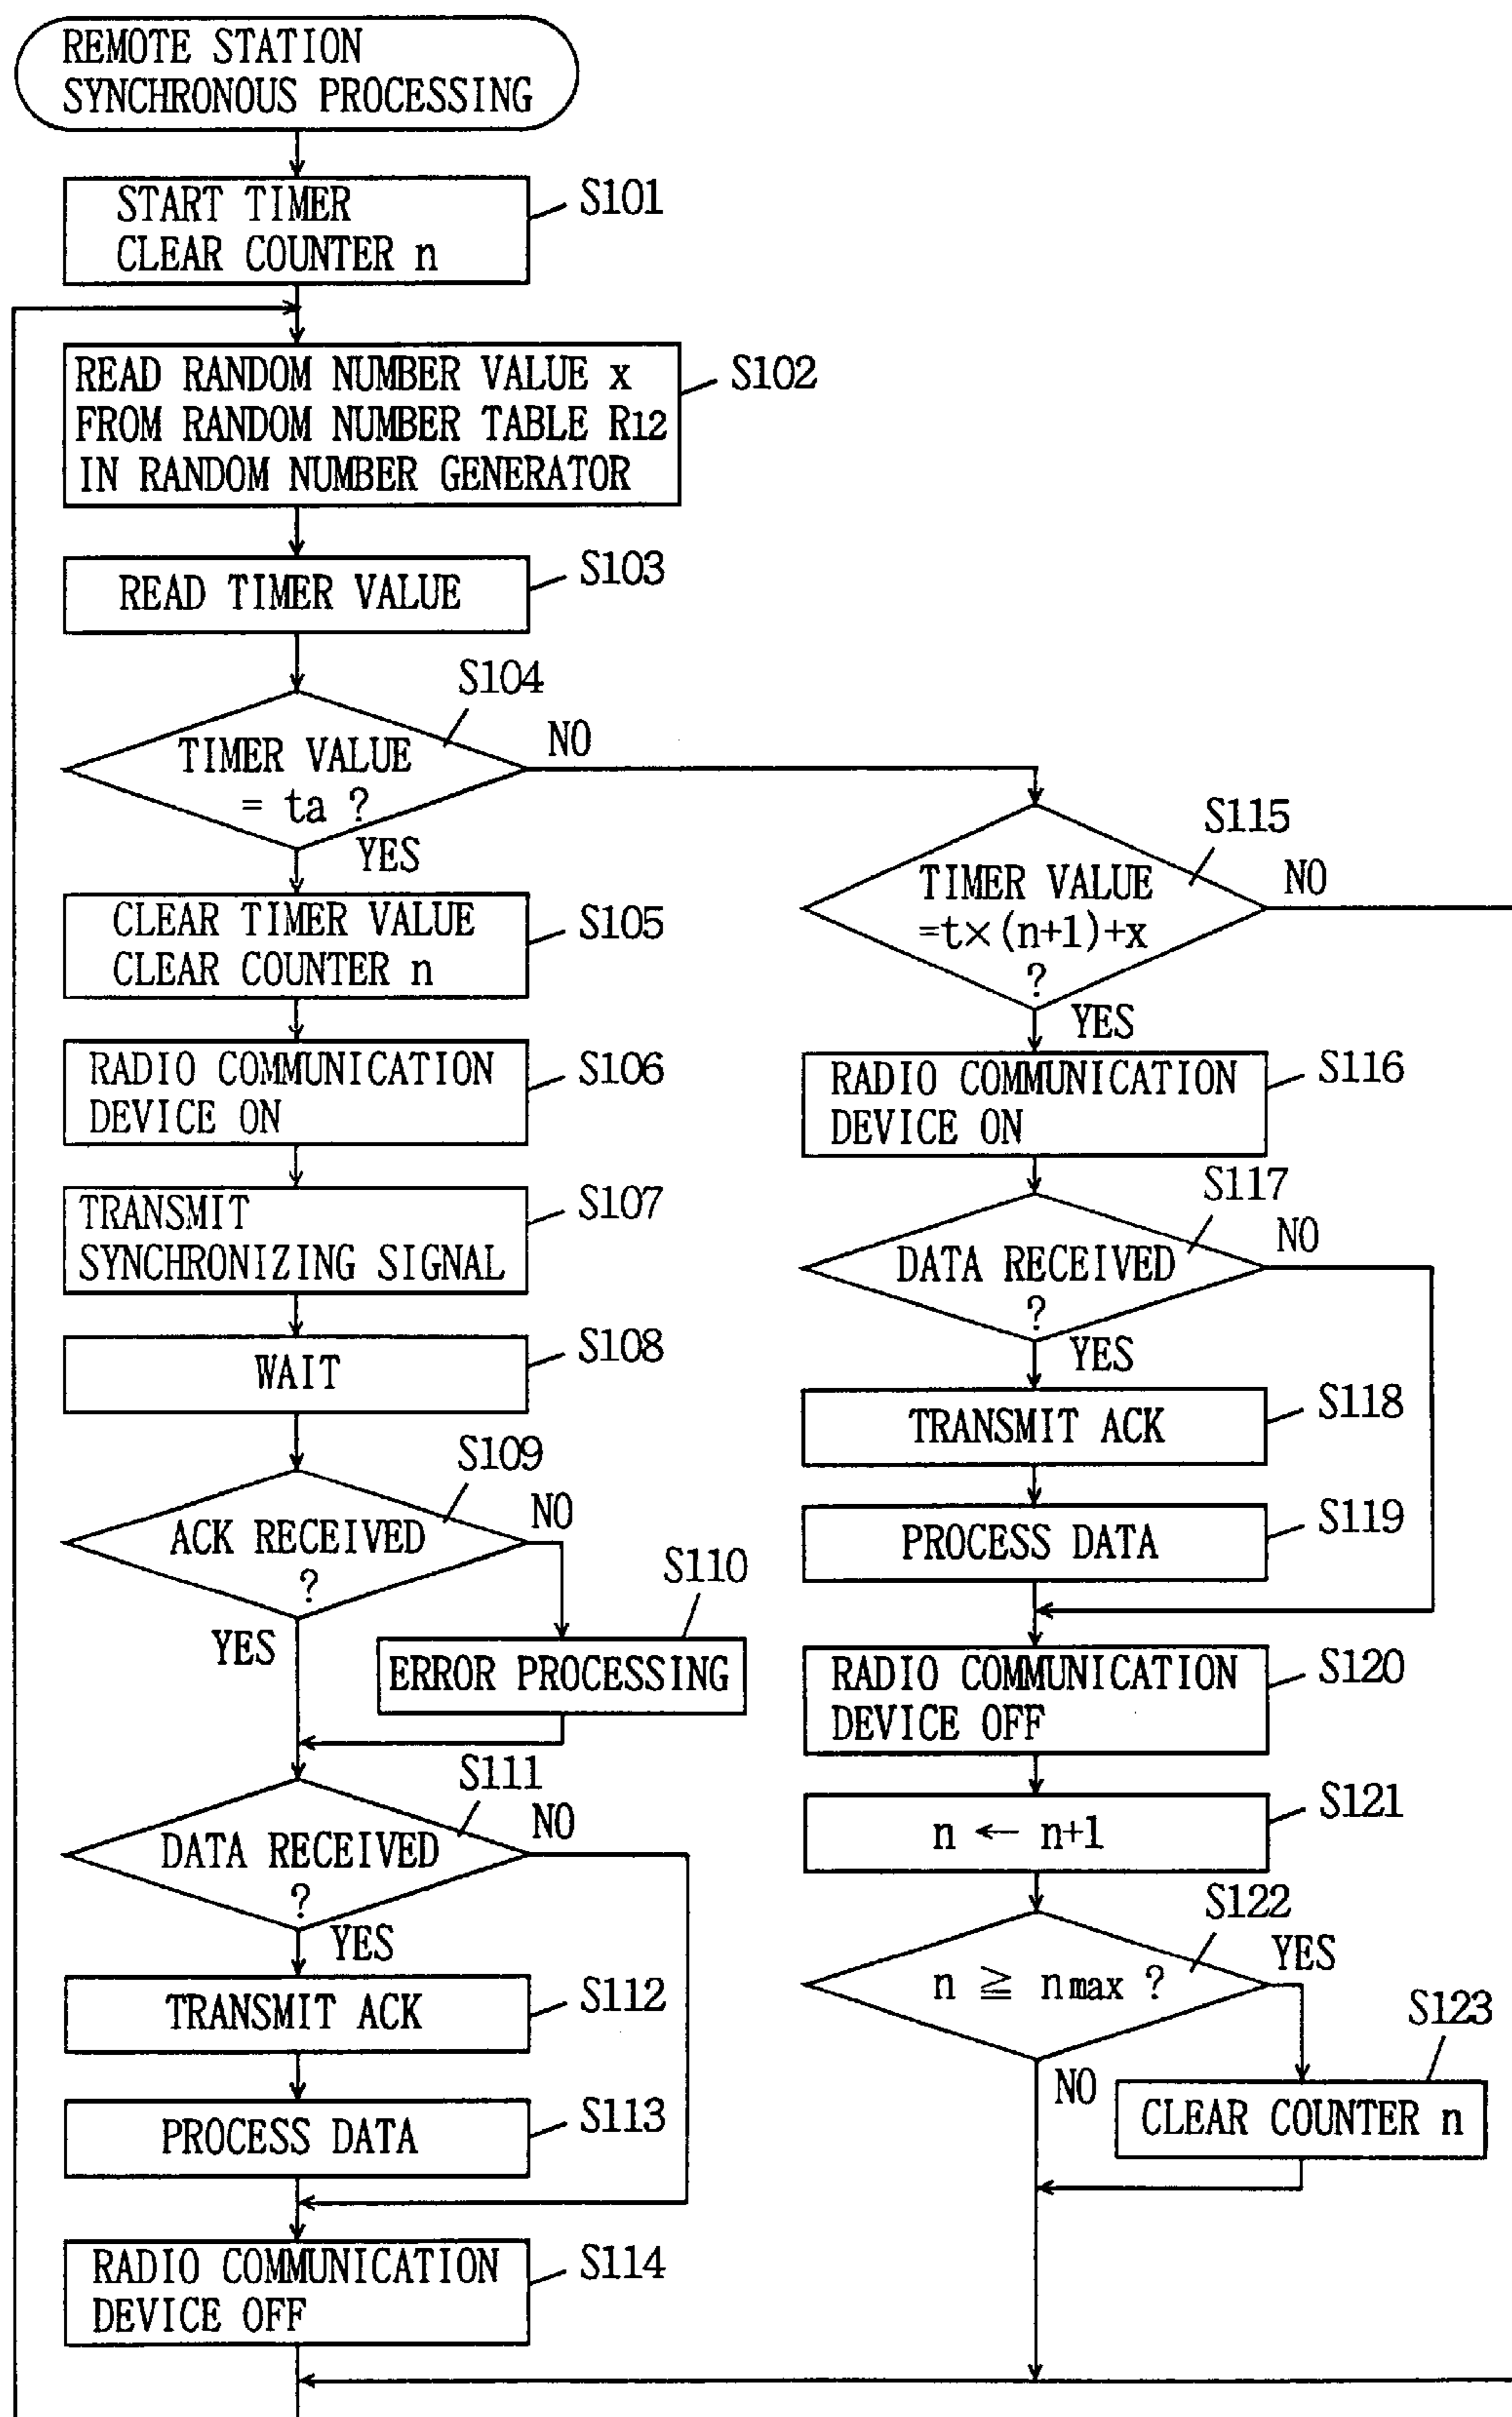 REMOTE STATION
SYNCHRONOUS PROCESSING
START TIMER
CLEAR COUNTER n
S101
READ RANDOM NUMBER VALUE x
FROM RANDOM NUMBER TABLE R12
IN RANDOM NUMBER GENERATOR
S102
READ TIMER VALUE
S103
S104
TIMER VALUE
= ta ?
NO
YES
CLEAR TIMER VALUE
CLEAR COUNTER n
S105
RADIO COMMUNICATION
DEVICE ON
S106
TRANSMIT
SYNCHRONIZING SIGNAL
S107
WAIT
S108
S109
ACK RECEIVED
?
NO
YES
S110
ERROR PROCESSING
S111
DATA RECEIVED
?
NO
YES
TRANSMIT ACK
S112
PROCESS DATA
S113
RADIO COMMUNICATION
DEVICE OFF
S114
S115
TIMER VALUE
=t×(n+1)+x
?
NO
YES
RADIO COMMUNICATION
DEVICE ON
S116
S117
DATA RECEIVED
?
NO
YES
TRANSMIT ACK
S118
PROCESS DATA
S119
RADIO COMMUNICATION
DEVICE OFF
S120
n ← n+1
S121
S122
n ≧ nmax ?
YES
NO
S123
CLEAR COUNTER n